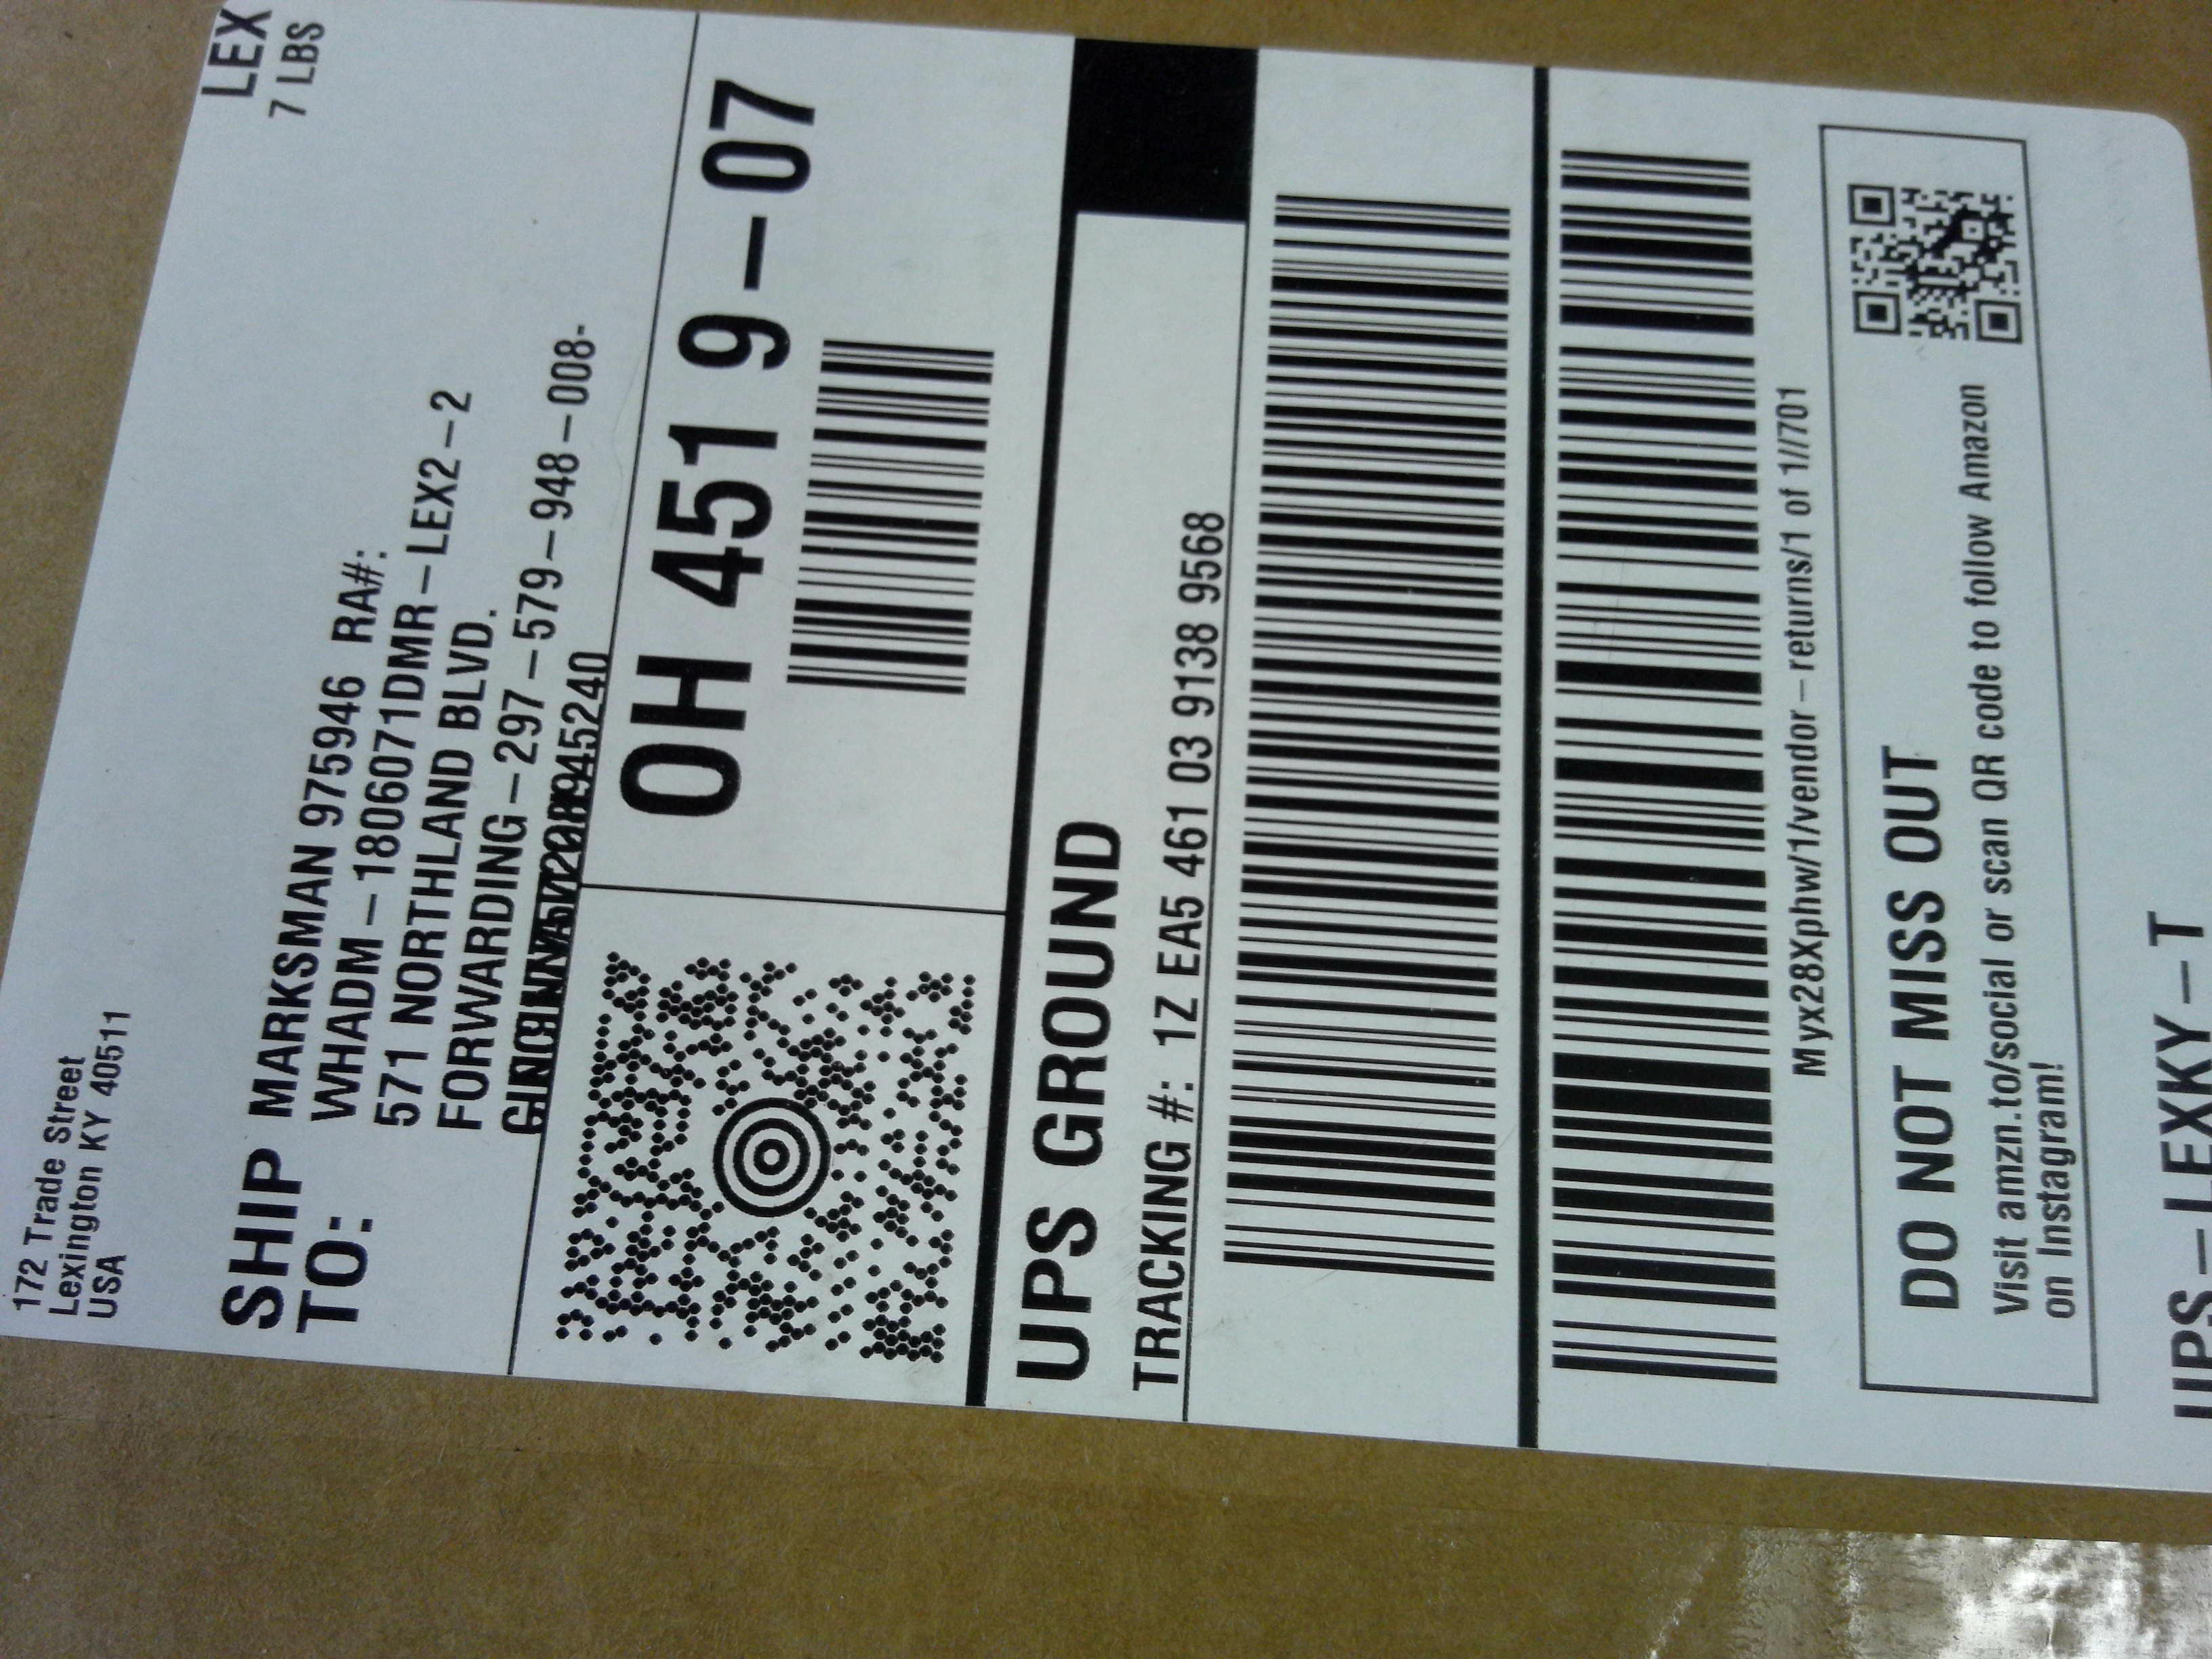 172 Trade Street
Lexington KY 40511
USA
LEX
7 LBS
SHIP
TO:
MARKSMAN 975946 RA#:
WHADM-1806071DMR-LEX2-2
571 NORTHLAND BLVD.
FORWARDING-297-579-948-008-
945240
OH 451 9-07
UPS GROUND
TRACKING #: 1Z EA5 461 03 9138 9568
Myx28Xphw/1/vendor-returns/1 of 1//701
DO NOT MISS OUT
Visit amzn.to/social or scan QR code to follow Amazon
on Instagram!
UPS-LEXKY-T